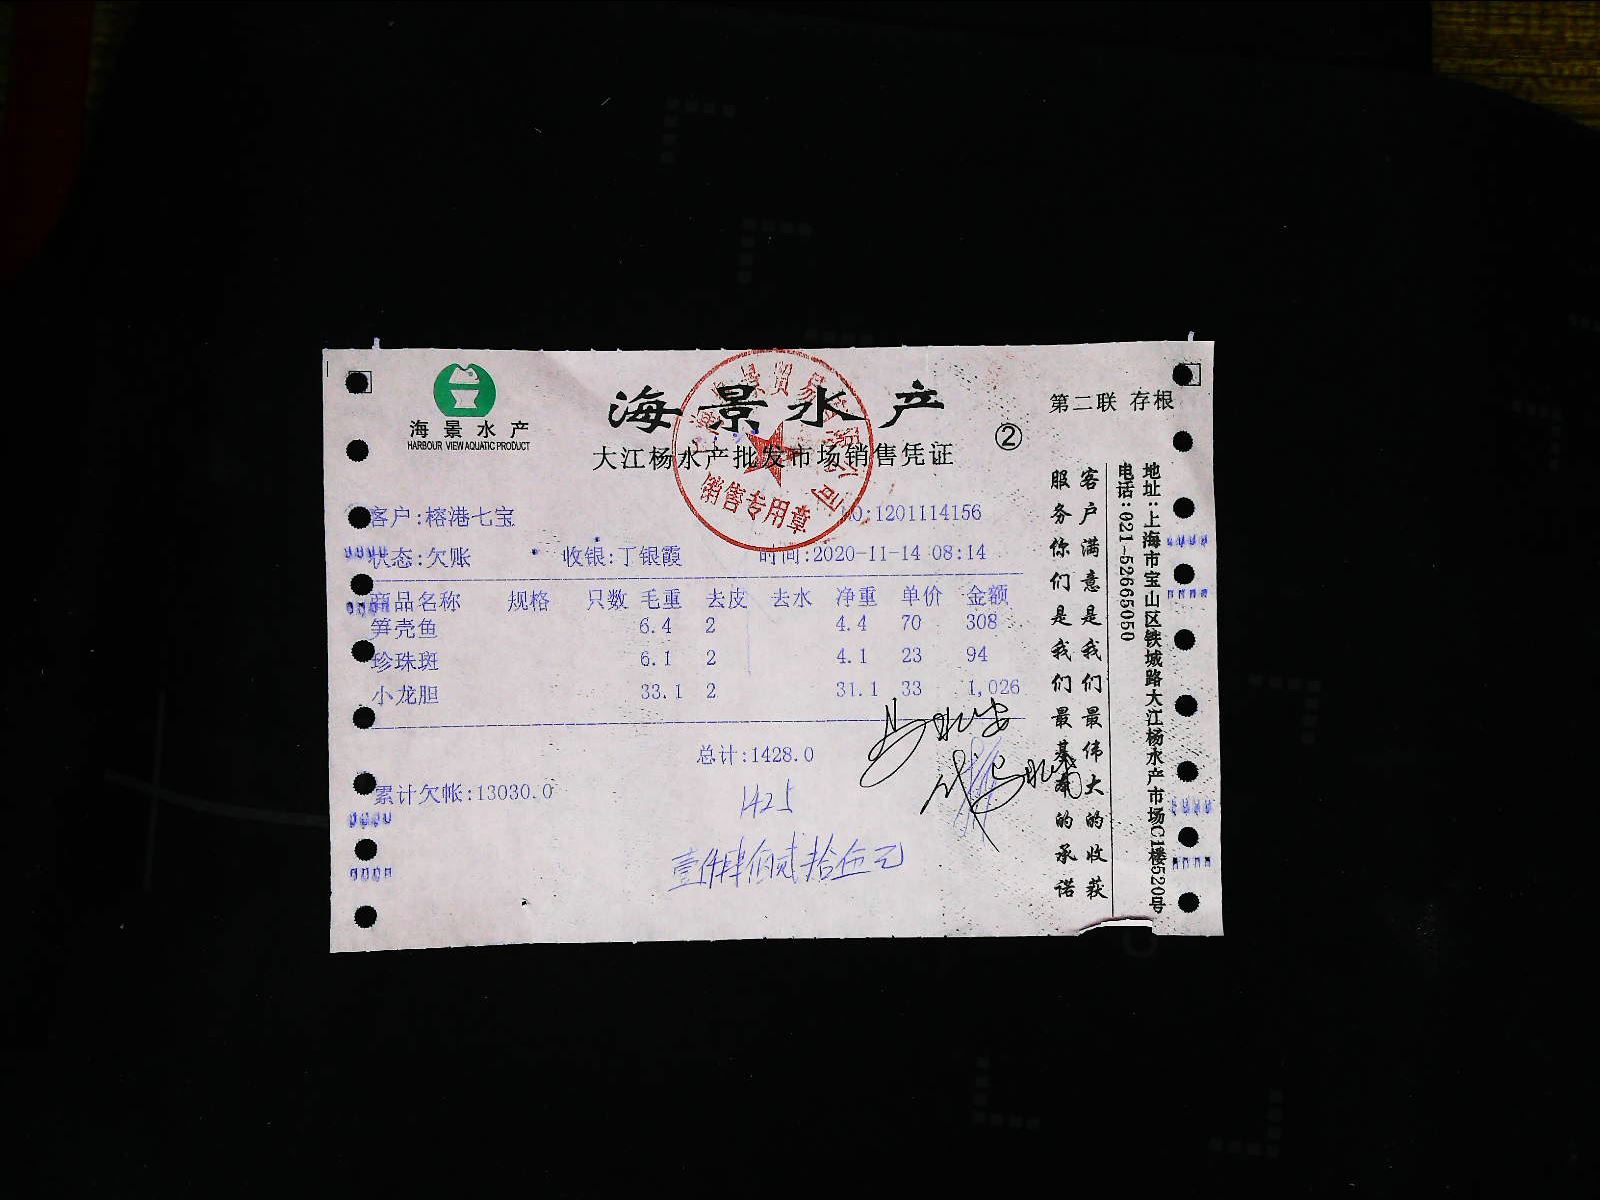 海景水产
HARBOUR VIEW AQUATIC PRODUCT
海景水产
大江杨水产批发市场销售凭证
②
第二联 存根
销售专用章
客户:榕港七宝
NO:1201114156
状态:欠账 收银:丁银霞 时间:2020-11-14 08:14
商品名称 规格 只数 毛重 去皮 去水 净重 单价 金额
笋壳鱼 6.4 2 4.4 70 308
珍珠斑 6.1 2 4.1 23 94
小龙胆 33.1 2 31.1 33 1,026
总计:1428.0
累计欠帐:13030.0
1425
壹仟肆佰贰拾伍元
客户满意是我们最伟大的收获
服务你们是我们最基本的承诺
地址:上海市宝山区铁城路大江杨水产市场C1楼520号
电话:021-52665050